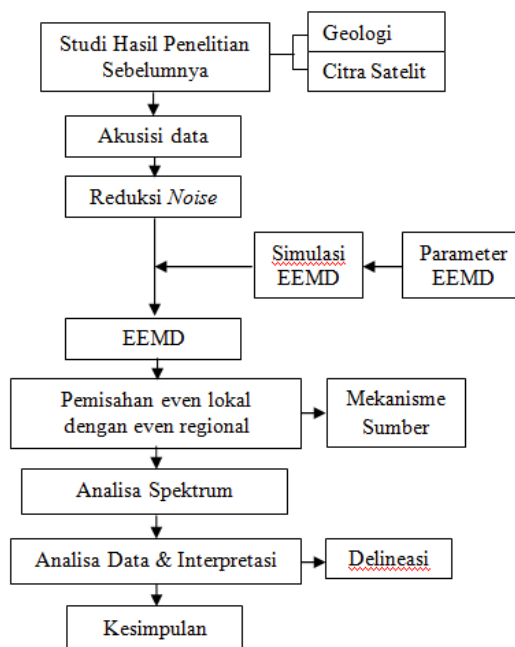 Studi Hasil Penelitian
Sebelumnya
Geologi
Citra Satelit
Akusisi data
Reduksi Noise
Simulasi
EEMD
Parameter
EEMD
EEMD
Pemisahan even lokal
dengan even regional
Mekanisme
Sumber
Analisa Spektrum
Analisa Data & Interpretasi
Delineasi
Kesimpulan